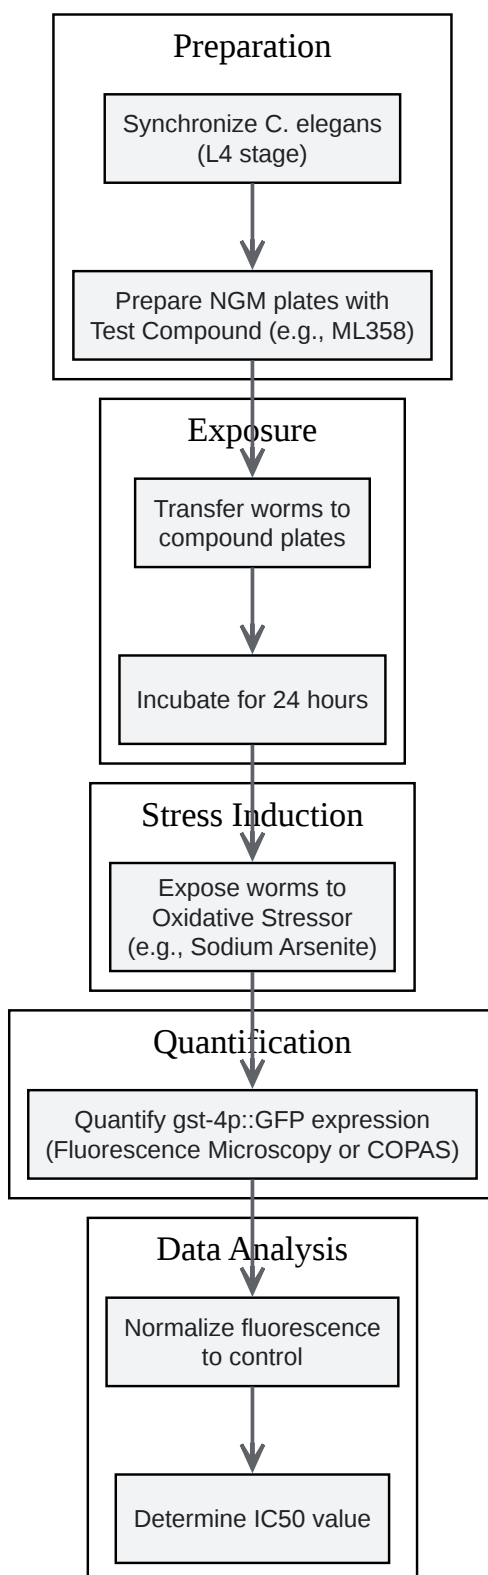 Preparation
Synchronize C. elegans
(L4 stage)
Prepare NGM plates with
Test Compound (e.g., ML358)
Exposure
Transfer worms to
compound plates
Incubate for 24 hours
Stress Induction
Expose worms to
Oxidative Stressor
(e.g., Sodium Arsenite)
Quantification
Quantify gst-4p::GFP expression
(Fluorescence Microscopy or COPAS)
Data Analysis
Normalize fluorescence
to control
Determine IC50 value